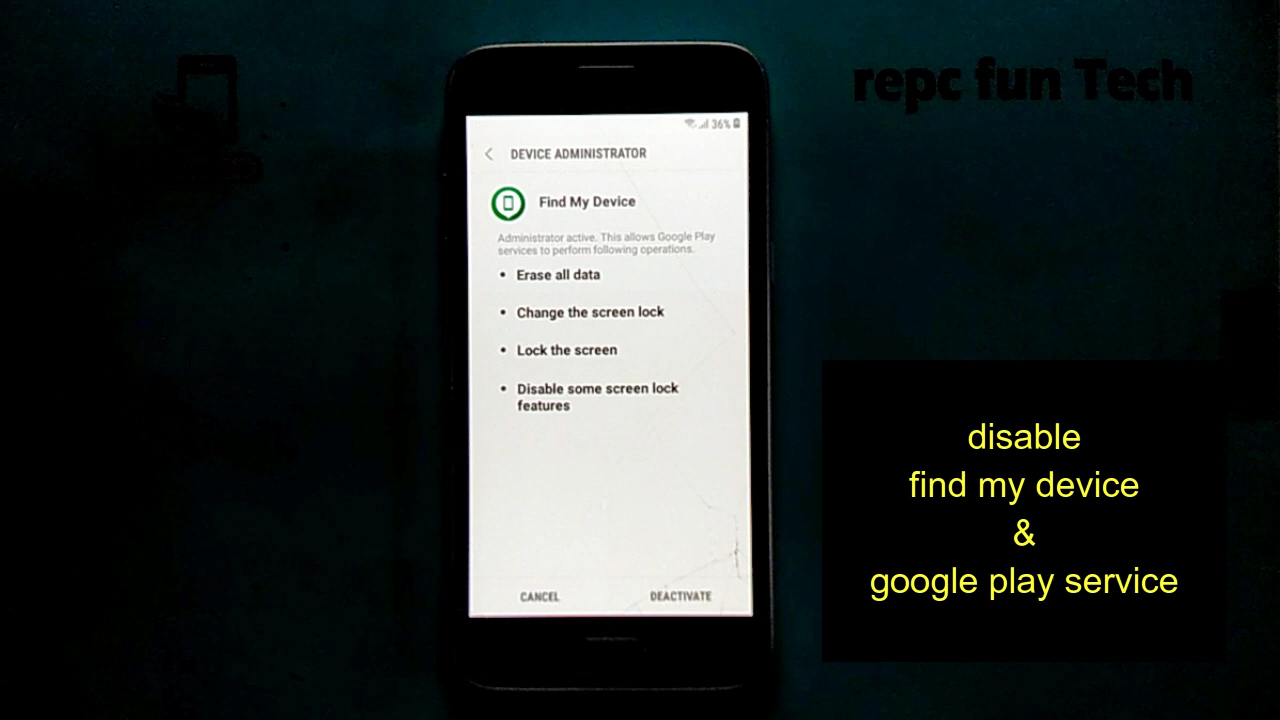 repc fun Tech
36%
DEVICE ADMINISTRATOR
Find My Device
Administrator active. This allows Google Play
services to perform following operations.
• Erase all data
• Change the screen lock
• Lock the screen
• Disable some screen lock
features
CANCEL DEACTIVATE
disable
find my device
&
google play service